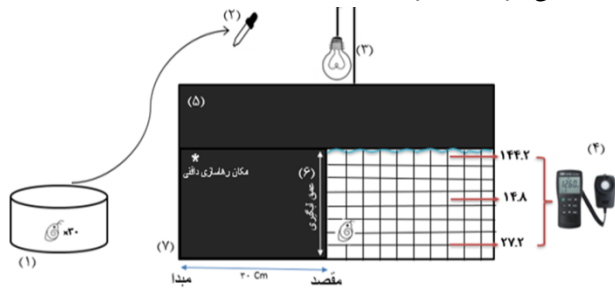 (۲)
(۳)
(۵)
۱۴۴.۲
(۴)
*
مکان رهاسازی دافنی
(۶)
عمق آبگیری
۱۴.۸
×۳۰
(۷)
۲۷.۲
(۱)
۳۰ Cm
مبدا
مقصد